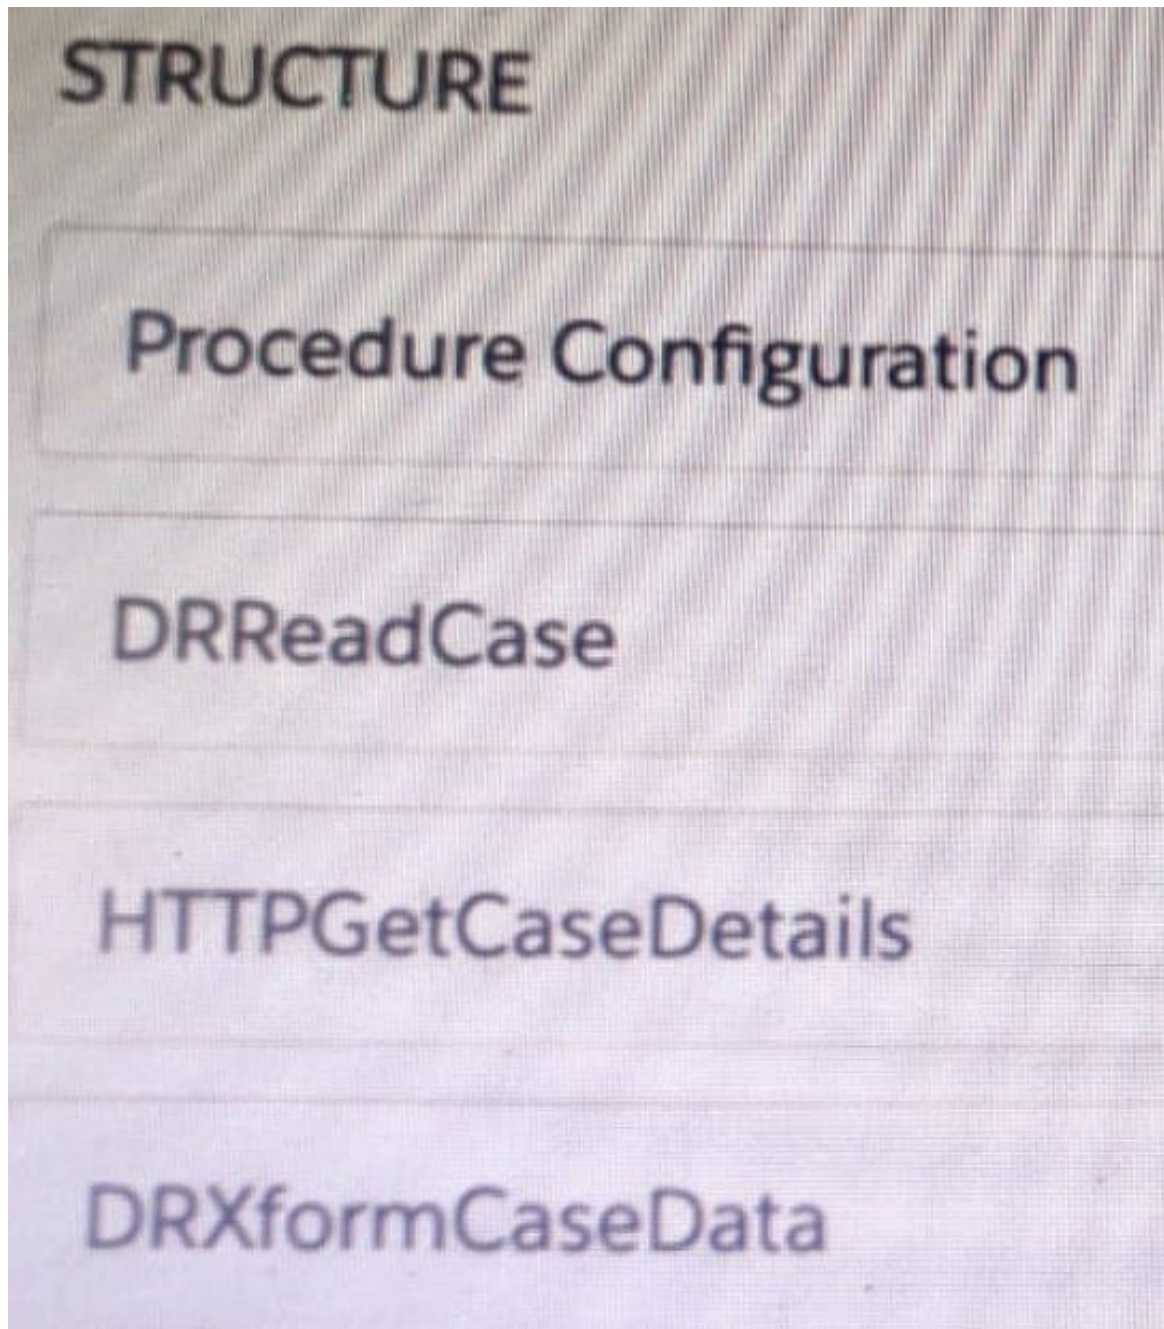 STRUCTURE
Procedure Configuration
DRReadCase
HTTPGetCaseDetails
DRXformCaseData